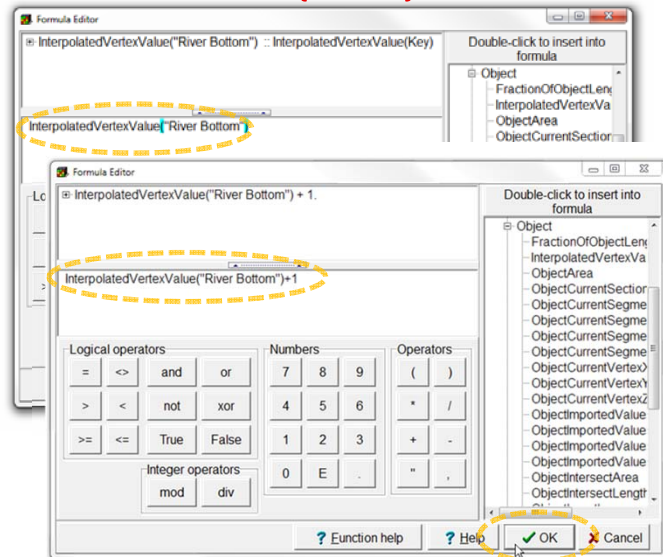 Formula Editor
InterpolatedVertexValue("River Bottom") :: InterpolatedVertexValue(Key)
Double-click to insert into
formula
Object
FractionOfObjectLeng
InterpolatedVertexVa
ObjectArea
ObjectCurrentSection
InterpolatedVertexValue("River Bottom")
Lo
Formula Editor
InterpolatedVertexValue("River Bottom") + 1.
Double-click to insert into
formula
Object
FractionOfObjectLeng
InterpolatedVertexVa
ObjectArea
ObjectCurrentSection
ObjectCurrentSegme
ObjectCurrentSegme
ObjectCurrentSegme
ObjectCurrentSegme
ObjectCurrentVertexX
ObjectCurrentVertexY
ObjectCurrentVertexZ
ObjectImportedValue
ObjectImportedValue
ObjectImportedValue
ObjectImportedValue
ObjectIntersectArea
ObjectIntersectLength
InterpolatedVertexValue("River Bottom")+1
Logical operators
= <> and or
> < not xor
>= <= True False
Integer operators
mod div
Numbers
7 8 9
4 5 6
1 2 3
0 E .
Operators
( )
* /
+ -
" ,
? Function help
? Help
OK
Cancel